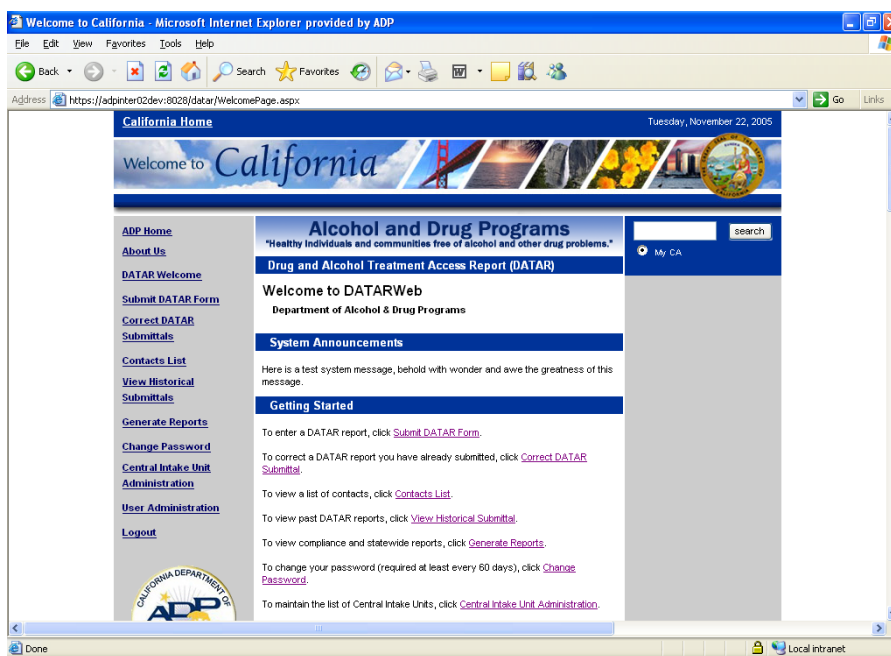 Welcome to California - Microsoft Internet Explorer provided by ADP
File Edit View Favorites Tools Help
Back Search Favorites
Address https://adpinter02dev:8028/datar/WelcomePage.aspx Go Links
California Home Tuesday, November 22, 2005
Welcome to California
ADP Home
About Us
DATAR Welcome
Submit DATAR Form
Correct DATAR
Submittals
Contacts List
View Historical
Submittals
Generate Reports
Change Password
Central Intake Unit
Administration
User Administration
Logout
CALIFORNIA DEPARTMENT OF
ADP
Alcohol and Drug Programs
"Healthy individuals and communities free of alcohol and other drug problems."
Drug and Alcohol Treatment Access Report (DATAR)
Welcome to DATARWeb
Department of Alcohol & Drug Programs
System Announcements
Here is a test system message, behold with wonder and awe the greatness of this
message.
Getting Started
To enter a DATAR report, click Submit DATAR Form.
To correct a DATAR report you have already submitted, click Correct DATAR
Submittal.
To view a list of contacts, click Contacts List.
To view past DATAR reports, click View Historical Submittal.
To view compliance and statewide reports, click Generate Reports.
To change your password (required at least every 60 days), click Change
Password.
To maintain the list of Central Intake Units, click Central Intake Unit Administration.
search
My CA
Done Local intranet